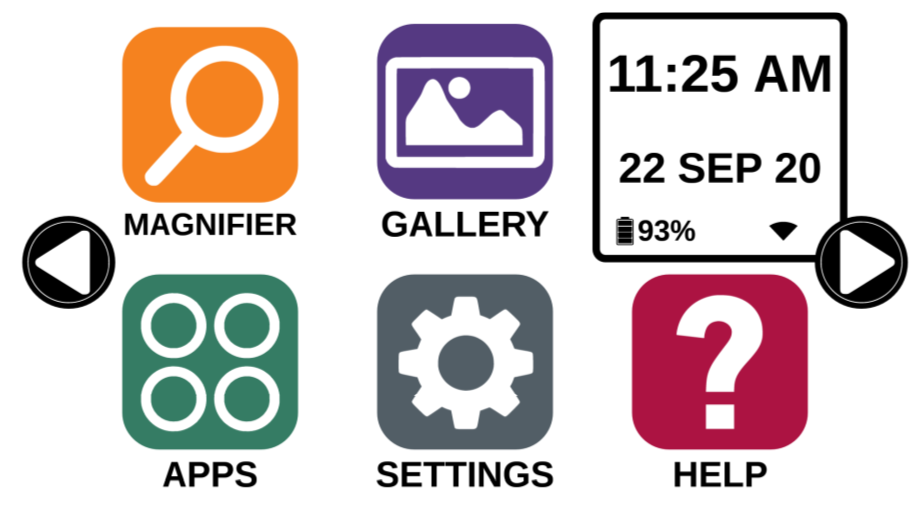 11:25 AM
22 SEP 20
93%
MAGNIFIER
GALLERY
APPS
SETTINGS
?
HELP